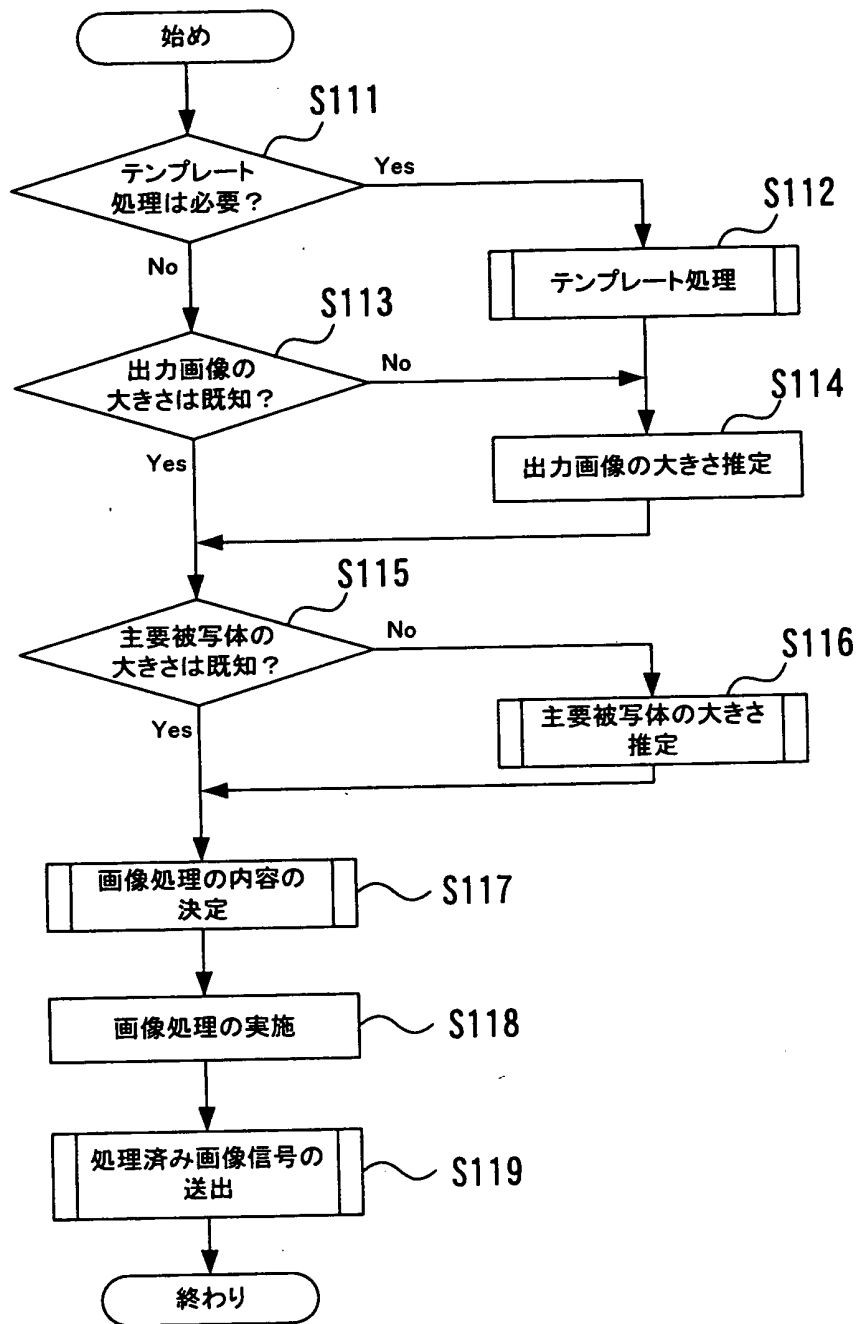 始め
S111
テンプレート
処理は必要？
Yes
No
S112
テンプレート処理
S113
出力画像の
大きさは既知？
No
Yes
S114
出力画像の大きさ推定
S115
主要被写体の
大きさは既知？
No
Yes
S116
主要被写体の大きさ
推定
画像処理の内容の
決定
S117
画像処理の実施
S118
処理済み画像信号の
送出
S119
終わり